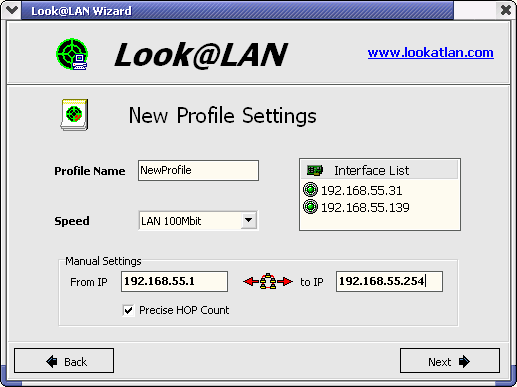 Look@LAN Wizard
Look@LAN
www.lookatlan.com
New Profile Settings
Profile Name NewProfile
Interface List
192.168.55.31
192.168.55.139
Speed LAN 100Mbit
Manual Settings
From IP 192.168.55.1 to IP 192.168.55.254
Precise HOP Count
Back Next